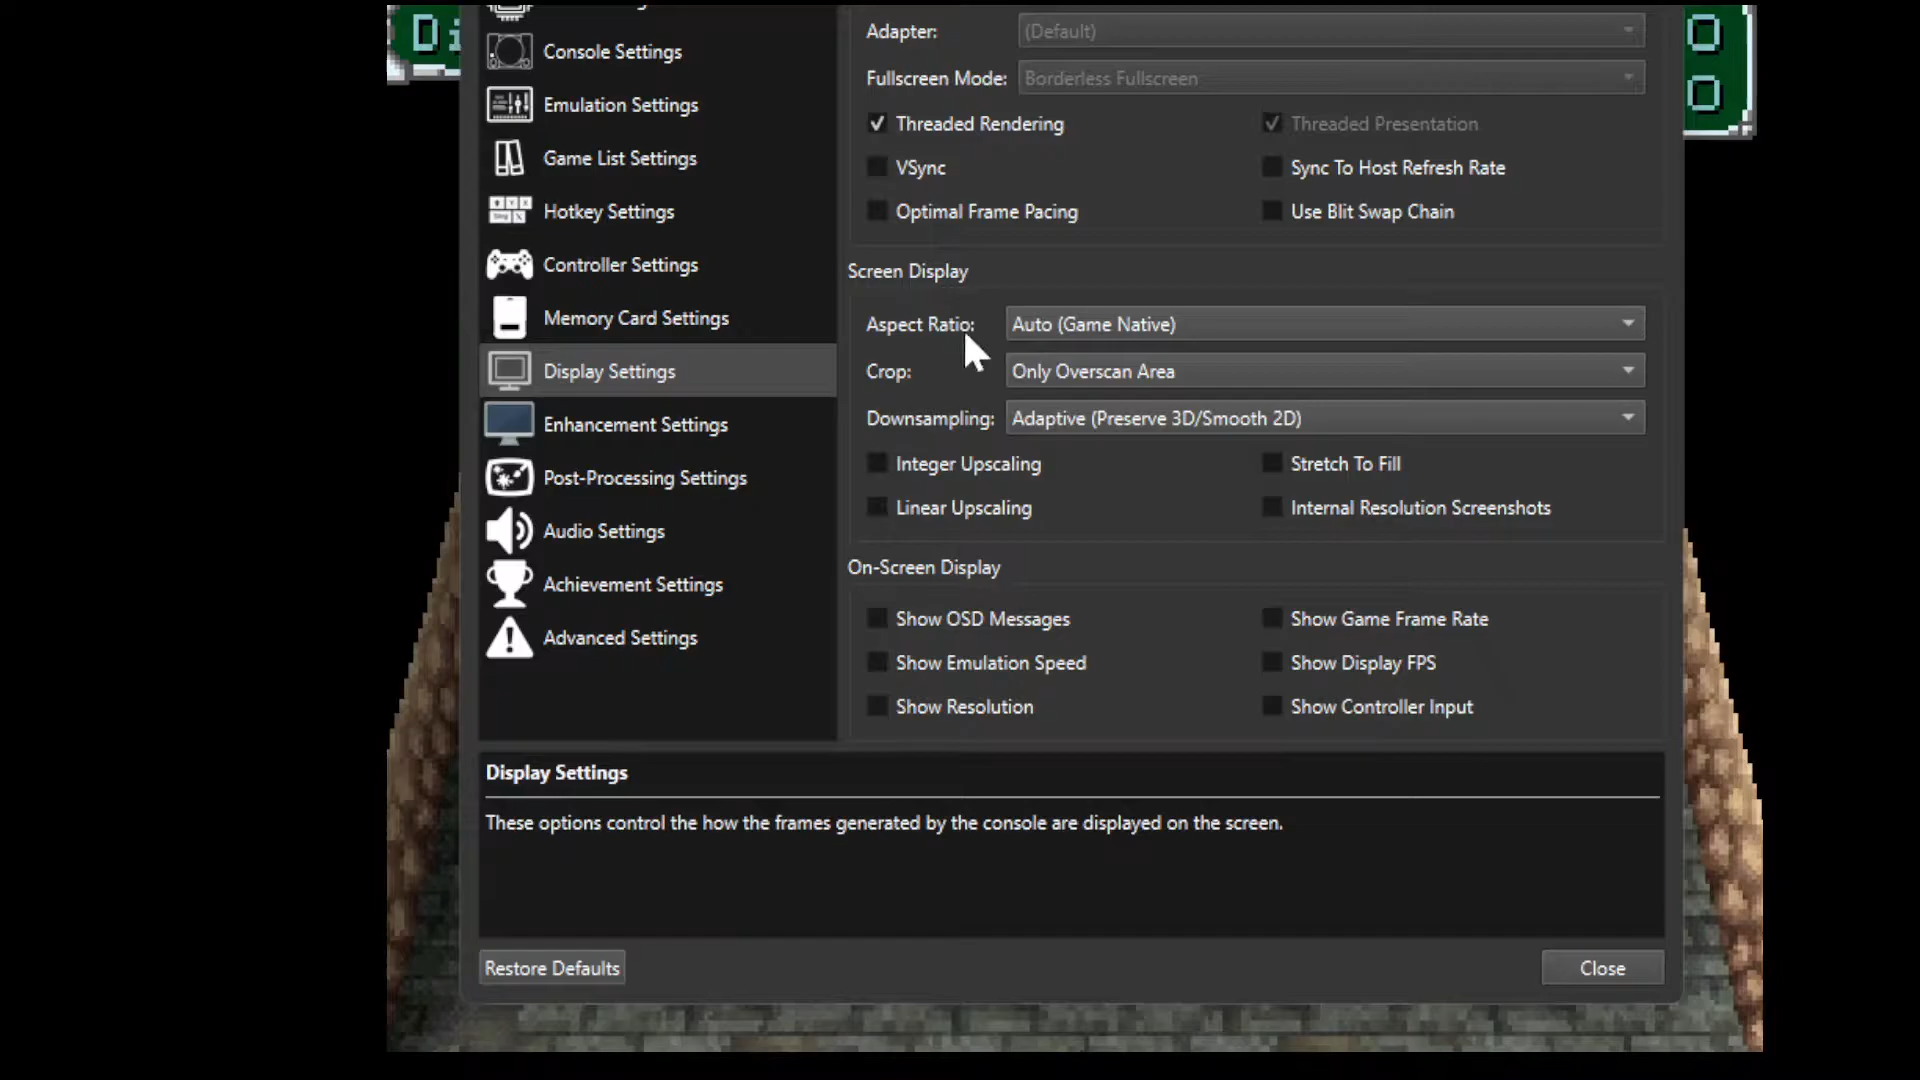 Di
O
O
Console Settings
Emulation Settings
Game List Settings
Hotkey Settings
Controller Settings
Memory Card Settings
Display Settings
Enhancement Settings
Post-Processing Settings
Audio Settings
Achievement Settings
Advanced Settings
Adapter: (Default)
Fullscreen Mode: Borderless Fullscreen
Threaded Rendering Threaded Presentation
VSync Sync To Host Refresh Rate
Optimal Frame Pacing Use Blit Swap Chain
Screen Display
Aspect Ratio: Auto (Game Native)
Crop: Only Overscan Area
Downsampling: Adaptive (Preserve 3D/Smooth 2D)
Integer Upscaling Stretch To Fill
Linear Upscaling Internal Resolution Screenshots
On-Screen Display
Show OSD Messages Show Game Frame Rate
Show Emulation Speed Show Display FPS
Show Resolution Show Controller Input
Display Settings
These options control the how the frames generated by the console are displayed on the screen.
Restore Defaults Close